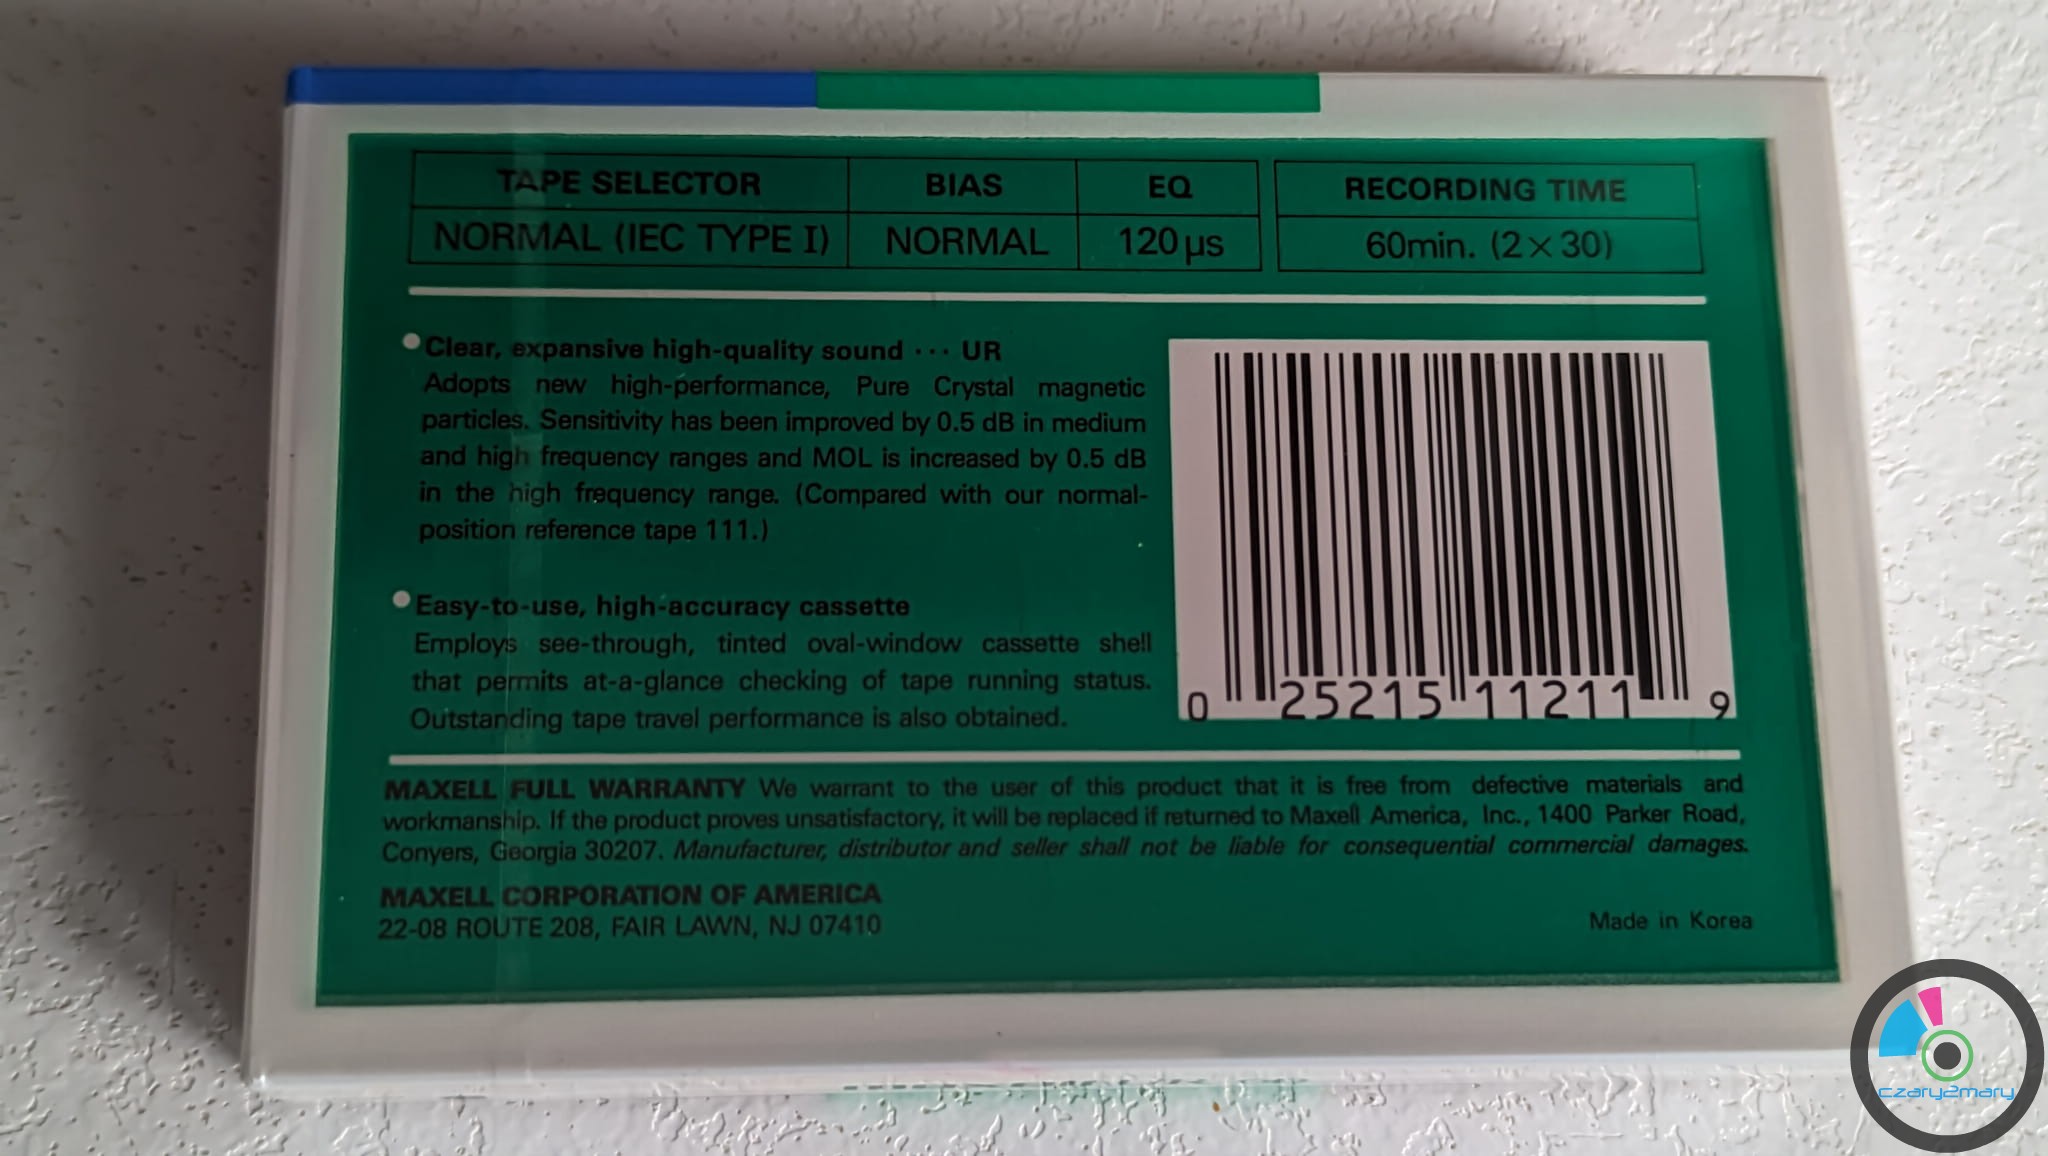 TAPE SELECTOR BIAS EQ RECORDING TIME
NORMAL (IEC TYPE I) NORMAL 120 µs 60min. (2 × 30)
Clear, expansive high-quality sound ··· UR
Adopts new high-performance, Pure Crystal magnetic
particles. Sensitivity has been improved by 0.5 dB in medium
and high frequency ranges and MOL is increased by 0.5 dB
in the high frequency range. (Compared with our normal-
position reference tape 111.)
Easy-to-use, high-accuracy cassette
Employs see-through, tinted oval-window cassette shell
that permits at-a-glance checking of tape running status.
Outstanding tape travel performance is also obtained.
0 25215 11211 9
MAXELL FULL WARRANTY We warrant to the user of this product that it is free from defective materials and
workmanship. If the product proves unsatisfactory, it will be replaced if returned to Maxell America, Inc., 1400 Parker Road,
Conyers, Georgia 30207. Manufacturer, distributor and seller shall not be liable for consequential commercial damages.
MAXELL CORPORATION OF AMERICA
22-08 ROUTE 208, FAIR LAWN, NJ 07410
Made in Korea
czary2mary